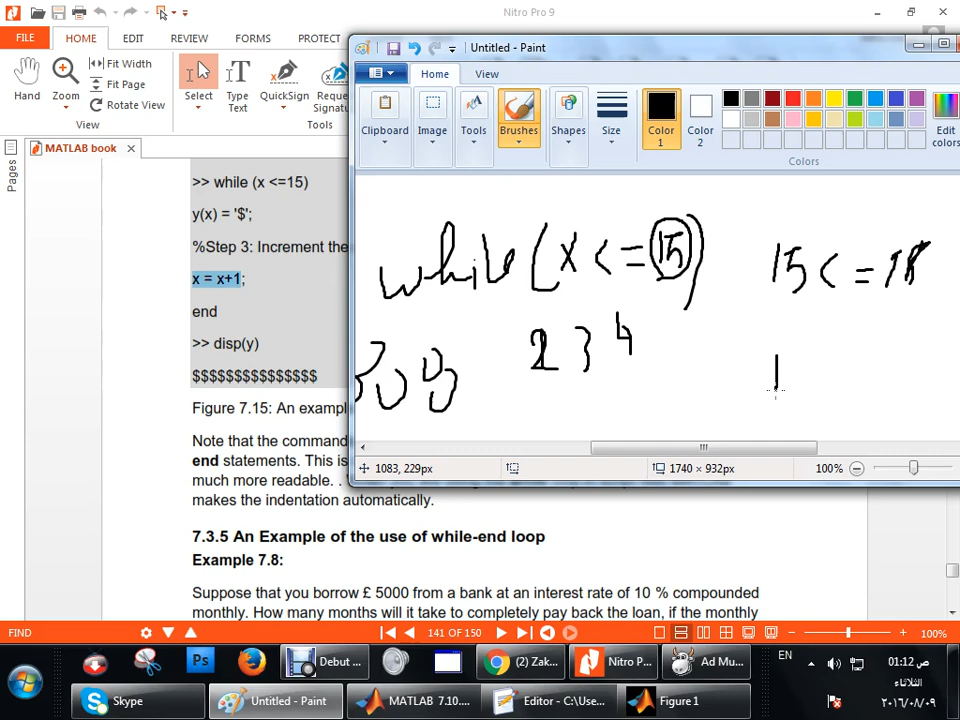 Nitro Pro 9
FILE HOME EDIT REVIEW FORMS PROTECT
Hand Zoom Fit Width Fit Page Rotate View Select Type Text QuickSign Reque Signatu
View Tools
MATLAB book
Pages
>> while (x <=15)
y(x) = '$';
%Step 3: Increment the
x = x+1;
end
>> disp(y)
$$$$$$$$$$$$$$$
Figure 7.15: An exampl
Note that the command
end statements. This is
much more readable. .
makes the indentation automatically.
7.3.5 An Example of the use of while-end loop
Example 7.8:
Suppose that you borrow £ 5000 from a bank at an interest rate of 10 % compounded
monthly. How many months will it take to completely pay back the loan, if the monthly
Untitled - Paint
Home View
Clipboard Image Tools Brushes Shapes Size Color 1 Color 2 Edit colors
Colors
while (x <= 15) 15 <=
2 3 4
1083, 229px 1740 × 932px 100%
FIND 141 OF 150 100%
Debut ... (2) Zak... Nitro P... Ad Mu... EN ص 01:12
الثلاثاء
Skype Untitled - Paint MATLAB 7.10... Editor - C:\Use... Figure 1 ٢٠١٦/٠٨/٠٩